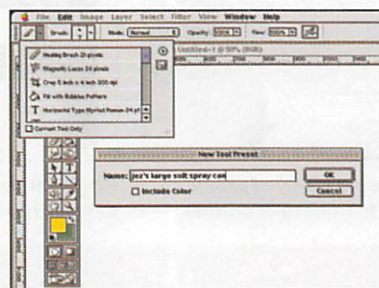 File Edit Image Layer Select Filter View Window Help
Brush: Mode: Normal Opacity: 100% Flow: 100%
Untitled-1 @ 50% (RGB)
Healing Brush 21 pixels
Magnetic Lasso 24 pixels
Crop 5 inch x 4 inch 300 dpi
Fill with Bubbles Pattern
Horizontal Type Myriad Roman 24 pt
Current Tool Only
New Tool Preset
Name: jez's large soft spray can
OK
Include Color
Cancel